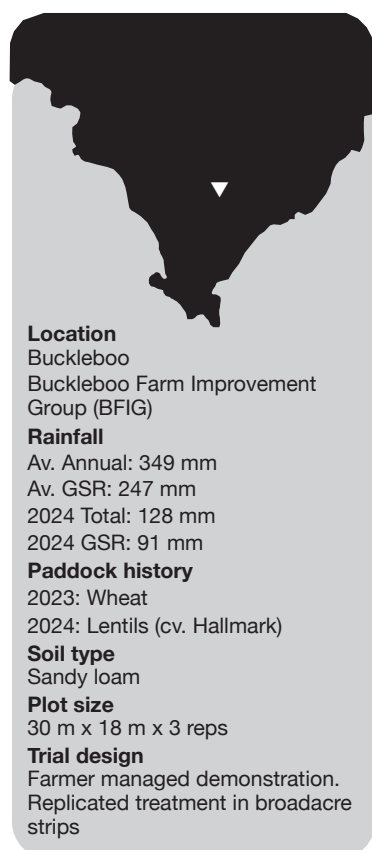 Location
Buckleboo
Buckleboo Farm Improvement
Group (BFIG)
Rainfall
Av. Annual: 349 mm
Av. GSR: 247 mm
2024 Total: 128 mm
2024 GSR: 91 mm
Paddock history
2023: Wheat
2024: Lentils (cv. Hallmark)
Soil type
Sandy loam
Plot size
30 m x 18 m x 3 reps
Trial design
Farmer managed demonstration.
Replicated treatment in broadacre
strips